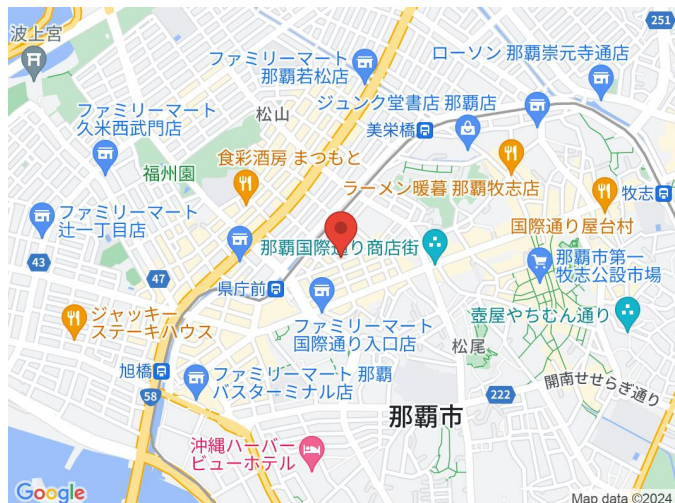 251
波上宮
ファミリーマート
那覇若松店
ローソン 那覇崇元寺通店
松山
ジュンク堂書店 那覇店
ファミリーマート
久米西武門店
美栄橋
食彩酒房 まつもと
福州園
ラーメン暖暮 那覇牧志店
牧志
ファミリーマート
辻一丁目店
国際通り屋台村
那覇国際通り商店街
那覇市第一
牧志公設市場
43
47
県庁前
ジャッキー
ステーキハウス
ファミリーマート
国際通り入口店
壺屋やちむん通り
松尾
旭橋
ファミリーマート 那覇
バスターミナル店
開南せせらぎ通り
58
222
那覇市
沖縄ハーバー
ビューホテル
Google
Map data ©2024